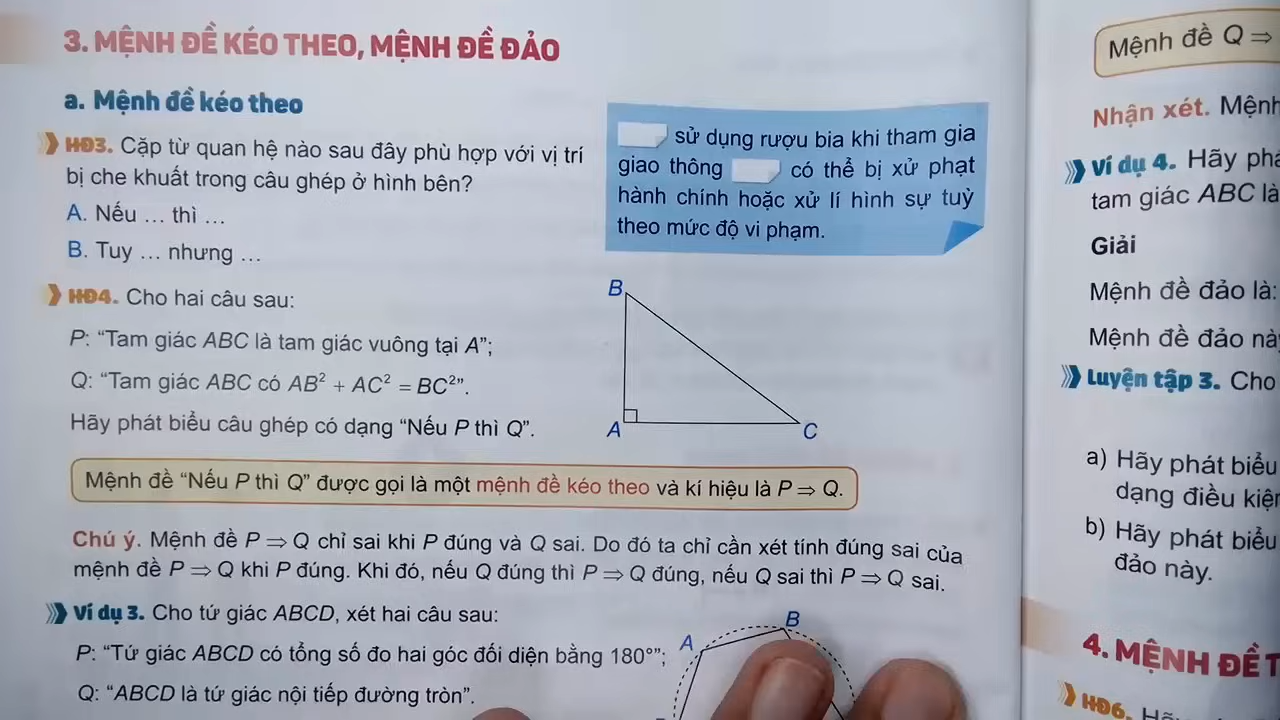 3. MỆNH ĐỀ KÉO THEO, MỆNH ĐỀ ĐẢO
a. Mệnh đề kéo theo
HĐ3. Cặp từ quan hệ nào sau đây phù hợp với vị trí
bị che khuất trong câu ghép ở hình bên?
A. Nếu ... thì ...
B. Tuy ... nhưng ...
sử dụng rượu bia khi tham gia
giao thông có thể bị xử phạt
hành chính hoặc xử lí hình sự tuỳ
theo mức độ vi phạm.
HĐ4. Cho hai câu sau:
P: “Tam giác ABC là tam giác vuông tại A”;
Q: “Tam giác ABC có AB² + AC² = BC²”.
Hãy phát biểu câu ghép có dạng “Nếu P thì Q”.
B
A
C
Mệnh đề “Nếu P thì Q” được gọi là một mệnh đề kéo theo và kí hiệu là P ⇒ Q.
Chú ý. Mệnh đề P ⇒ Q chỉ sai khi P đúng và Q sai. Do đó ta chỉ cần xét tính đúng sai của
mệnh đề P ⇒ Q khi P đúng. Khi đó, nếu Q đúng thì P ⇒ Q đúng, nếu Q sai thì P ⇒ Q sai.
Ví dụ 3. Cho tứ giác ABCD, xét hai câu sau:
P: “Tứ giác ABCD có tổng số đo hai góc đối diện bằng 180°”;
Q: “ABCD là tứ giác nội tiếp đường tròn”.
A
B
Mệnh đề Q ⇒
Nhận xét. Mệnh
Ví dụ 4. Hãy phá
tam giác ABC là
Giải
Mệnh đề đảo là:
Mệnh đề đảo nà
Luyện tập 3. Cho
a) Hãy phát biểu
dạng điều kiện
b) Hãy phát biểu
đảo này.
4. MỆNH ĐỀ T
HĐ6.